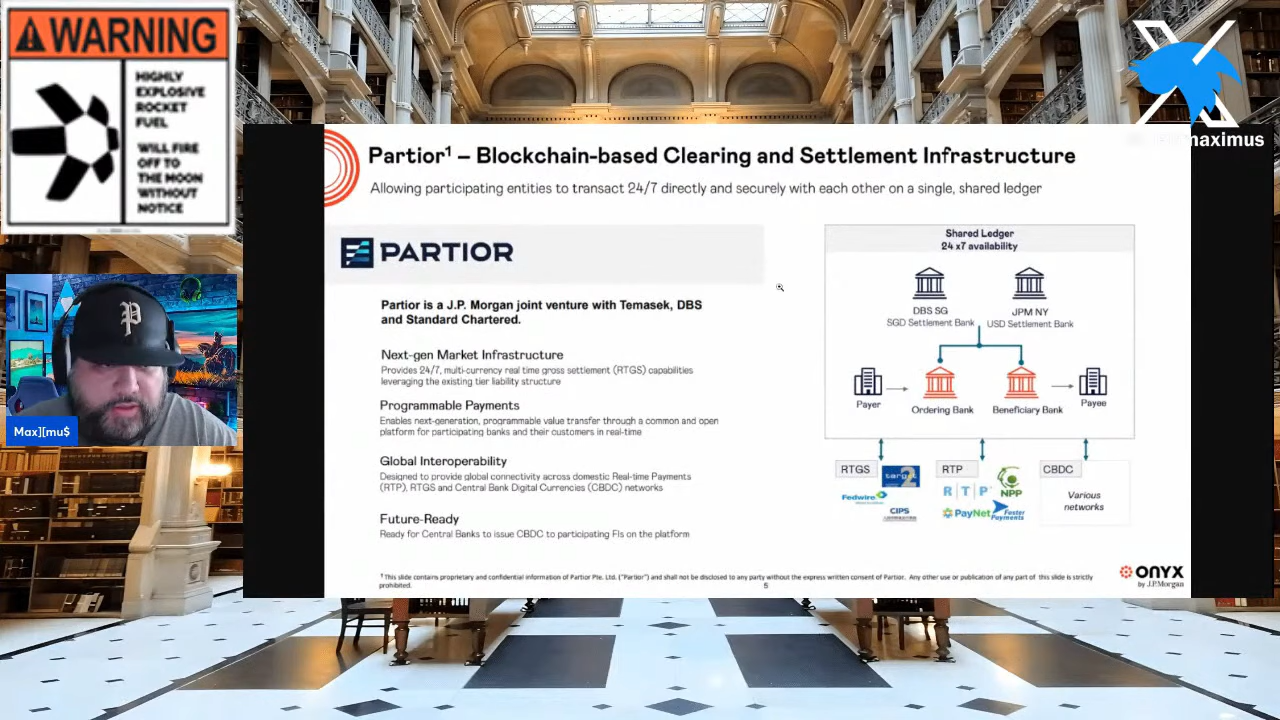 WARNING
HIGHLY
EXPLOSIVE
ROCKET
FUEL
WILL FIRE
OFF TO
THE MOON
WITHOUT
NOTICE
maximus
Max][mu$
Partior¹ – Blockchain-based Clearing and Settlement Infrastructure
Allowing participating entities to transact 24/7 directly and securely with each other on a single, shared ledger
PARTIOR
Partior is a J.P. Morgan joint venture with Temasek, DBS
and Standard Chartered.
Next-gen Market Infrastructure
Provides 24/7, multi-currency real time gross settlement (RTGS) capabilities
leveraging the existing tier liability structure
Programmable Payments
Enables next-generation, programmable value transfer through a common and open
platform for participating banks and their customers in real-time
Global Interoperability
Designed to provide global connectivity across domestic Real-time Payments
(RTP), RTGS and Central Bank Digital Currencies (CBDC) networks
Future-Ready
Ready for Central Banks to issue CBDC to participating FIs on the platform
Shared Ledger
24 x7 availability
DBS SG
SGD Settlement Bank
JPM NY
USD Settlement Bank
Payer
Ordering Bank
Beneficiary Bank
Payee
RTGS
target 2
Fedwire
CIPS
RTP
RTP
NPP
PayNet
Faster Payments
CBDC
Various
networks
¹ This slide contains proprietary and confidential information of Partior Pte. Ltd. ("Partior") and shall not be disclosed to any party without the express written consent of Partior. Any other use or publication of any part of this slide is strictly
prohibited.
5
ONYX
by J.P.Morgan